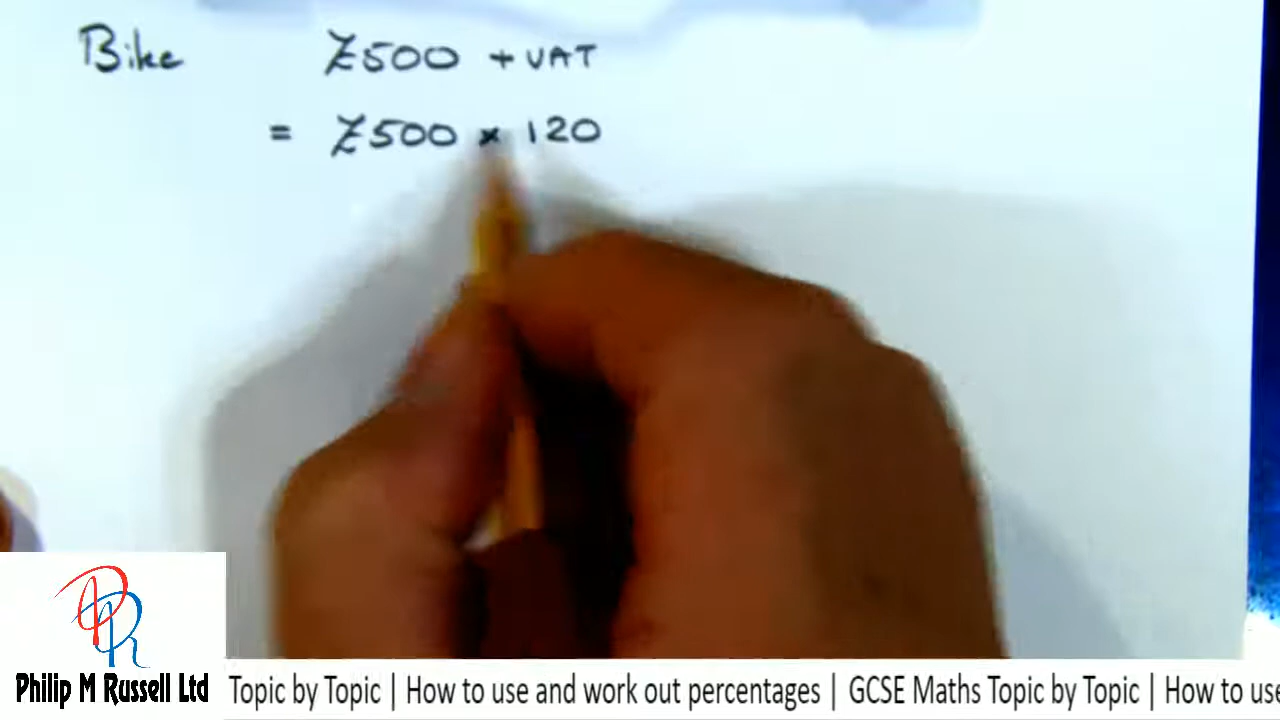 Bike £500 + VAT
= £500 × 120
Philip M Russell Ltd
Topic by Topic | How to use and work out percentages | GCSE Maths Topic by Topic | How to use